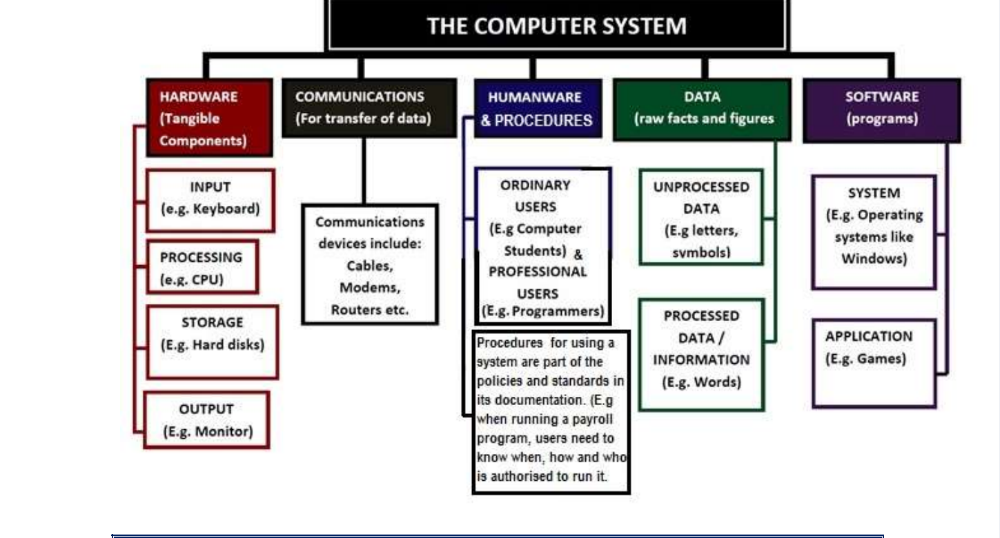 THE COMPUTER SYSTEM
HARDWARE
(Tangible
Components)
INPUT
(e.g. Keyboard)
PROCESSING
(e.g. CPU)
STORAGE
(E.g. Hard disks)
OUTPUT
(E.g. Monitor)
COMMUNICATIONS
(For transfer of data)
Communications
devices include:
Cables,
Modems,
Routers etc.
HUMANWARE
& PROCEDURES
ORDINARY
USERS
(E.g Computer
Students) &
PROFESSIONAL
USERS
(E.g. Programmers)
Procedures for using a
system are part of the
policies and standards in
its documentation. (E.g
when running a payroll
program, users need to
know when, how and who
is authorised to run it.
DATA
(raw facts and figures
UNPROCESSED
DATA
(E.g letters,
symbols)
PROCESSED
DATA /
INFORMATION
(E.g. Words)
SOFTWARE
(programs)
SYSTEM
(E.g. Operating
systems like
Windows)
APPLICATION
(E.g. Games)